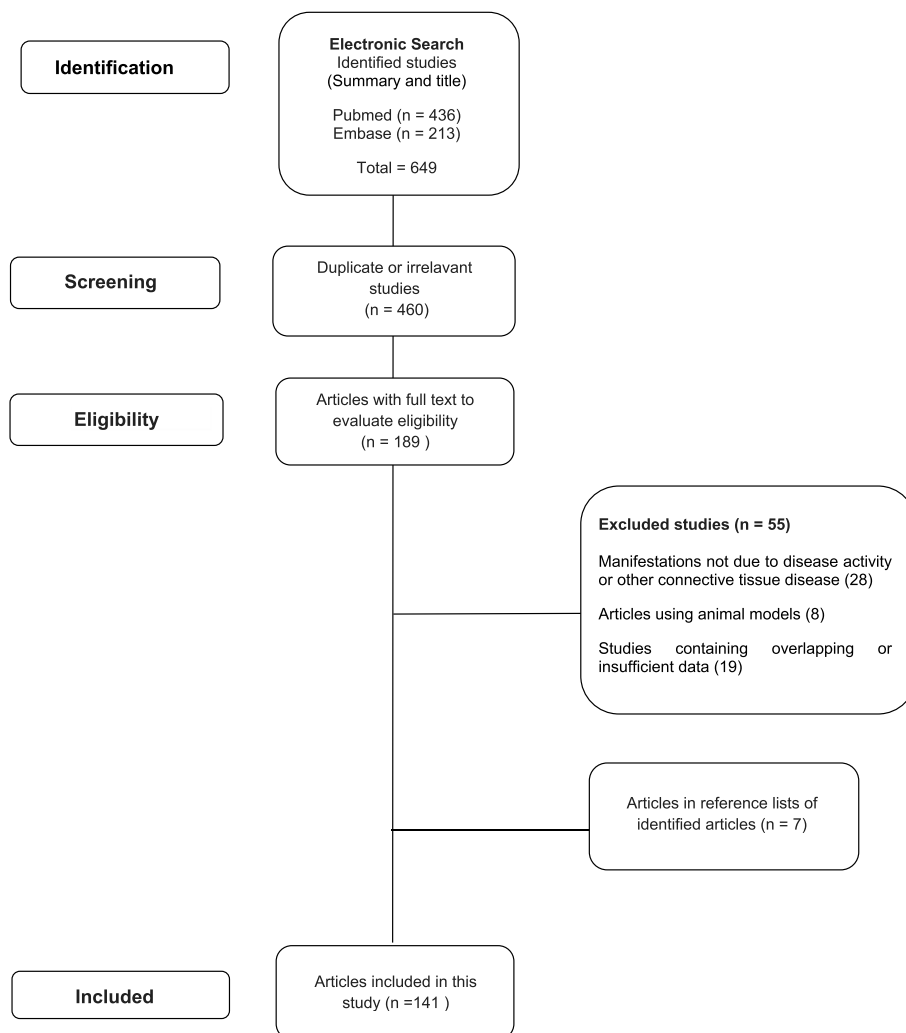 Identification
Electronic Search
Identified studies
(Summary and title)
Pubmed (n = 436)
Embase (n = 213)
Total = 649
Screening
Duplicate or irrelavant
studies
(n = 460)
Eligibility
Articles with full text to
evaluate eligibility
(n = 189 )
Excluded studies (n = 55)
Manifestations not due to disease activity
or other connective tissue disease (28)
Articles using animal models (8)
Studies containing overlapping or
insufficient data (19)
Articles in reference lists of
identified articles (n = 7)
Included
Articles included in this
study (n =141 )